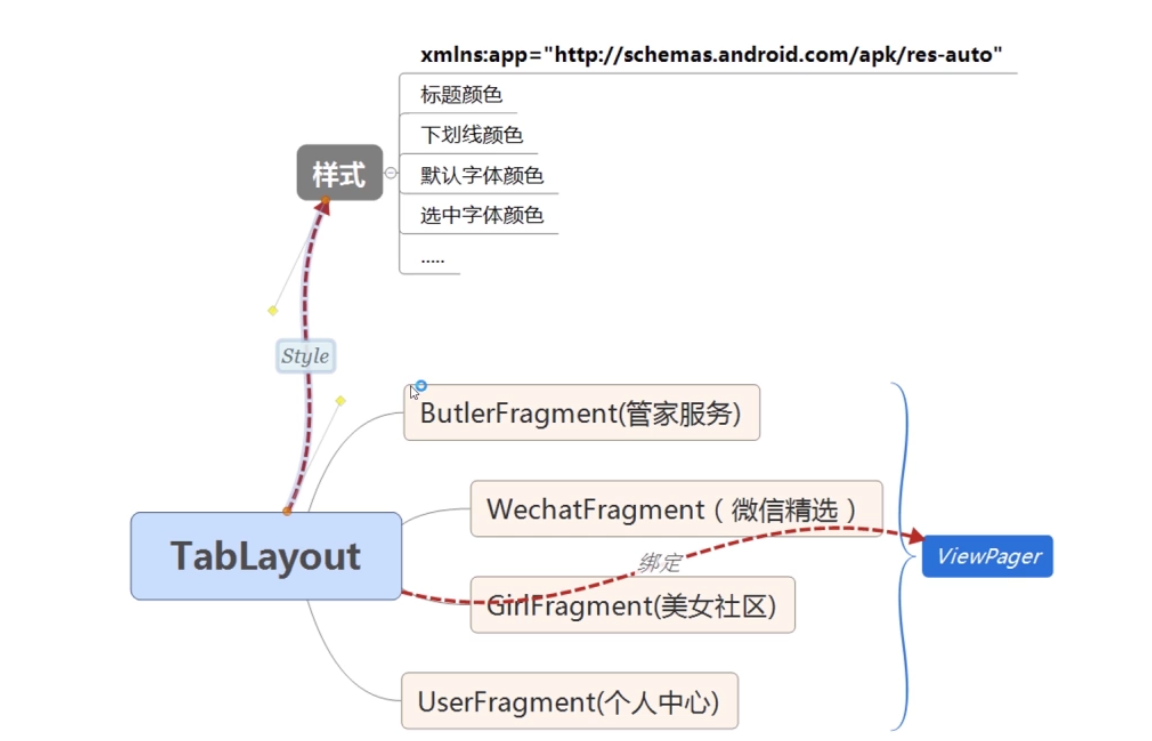 xmlns:app="http://schemas.android.com/apk/res-auto"
标题颜色
下划线颜色
样式
默认字体颜色
选中字体颜色
.....
Style
ButlerFragment(管家服务)
WechatFragment（微信精选）
TabLayout
绑定
ViewPager
GirlFragment(美女社区)
UserFragment(个人中心)